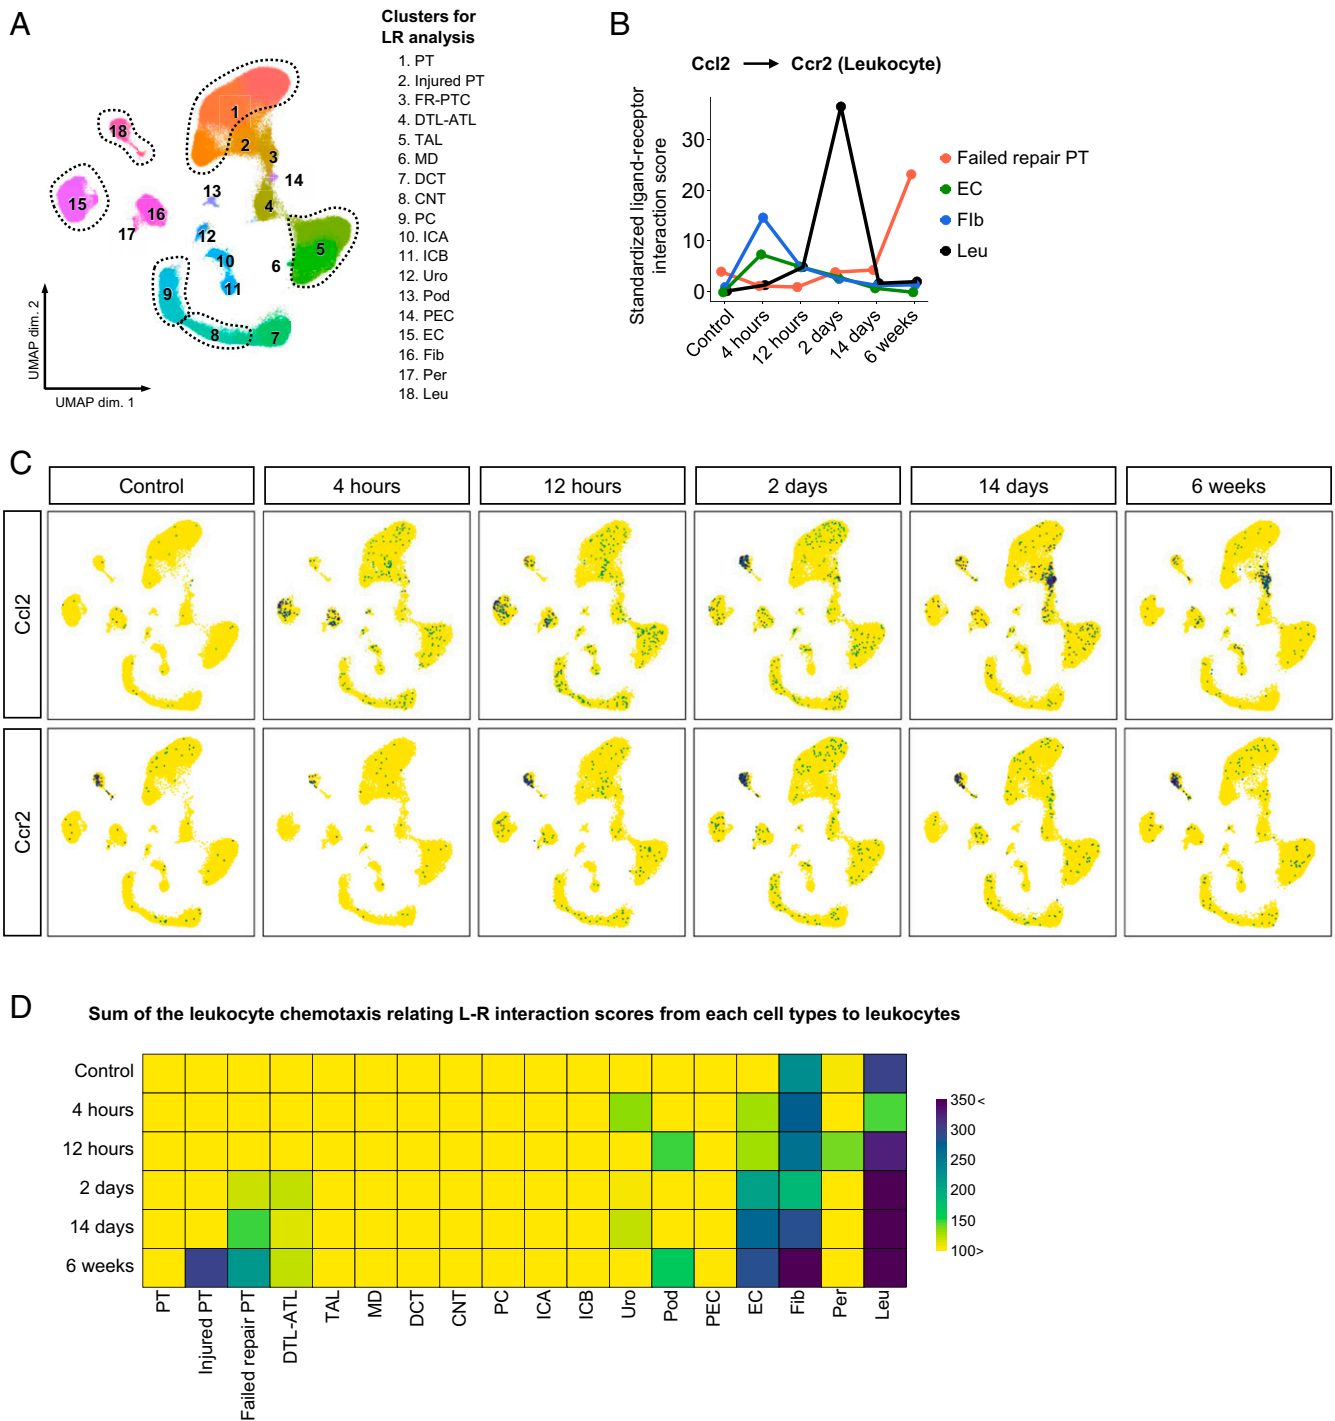 A
Clusters for
LR analysis
1. PT
2. Injured PT
3. FR-PTC
4. DTL-ATL
5. TAL
6. MD
7. DCT
8. CNT
9. PC
10. ICA
11. ICB
12. Uro
13. Pod
14. PEC
15. EC
16. Fib
17. Per
18. Leu
1
2
3
14
18
13
15
16
4
17
12
5
10
6
11
9
8
7
UMAP dim. 2
UMAP dim. 1
B
Ccl2 → Ccr2 (Leukocyte)
Standardized ligand-receptor
interaction score
30
20
10
0
Control
4 hours
12 hours
2 days
14 days
6 weeks
Failed repair PT
EC
FIb
Leu
C
Control
4 hours
12 hours
2 days
14 days
6 weeks
Ccl2
Ccr2
D
Sum of the leukocyte chemotaxis relating L-R interaction scores from each cell types to leukocytes
Control
4 hours
12 hours
2 days
14 days
6 weeks
PT
Injured PT
Failed repair PT
DTL-ATL
TAL
MD
DCT
CNT
PC
ICA
ICB
Uro
Pod
PEC
EC
Fib
Per
Leu
350<
300
250
200
150
100>